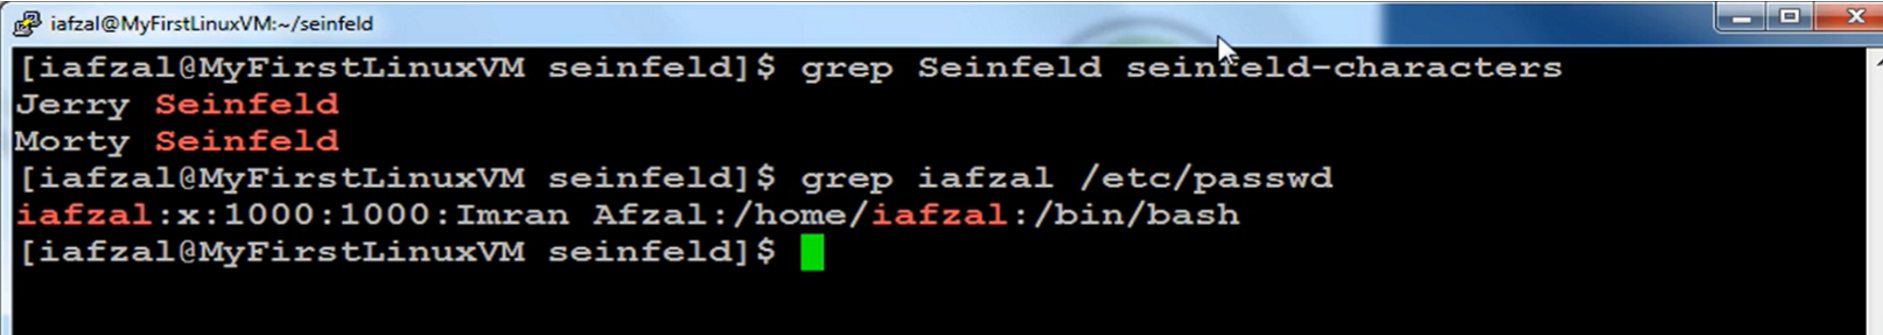 iafzal@MyFirstLinuxVM:~/seinfeld
[iafzal@MyFirstLinuxVM seinfeld]$ grep Seinfeld seinfeld-characters
Jerry Seinfeld
Morty Seinfeld
[iafzal@MyFirstLinuxVM seinfeld]$ grep iafzal /etc/passwd
iafzal:x:1000:1000:Imran Afzal:/home/iafzal:/bin/bash
[iafzal@MyFirstLinuxVM seinfeld]$